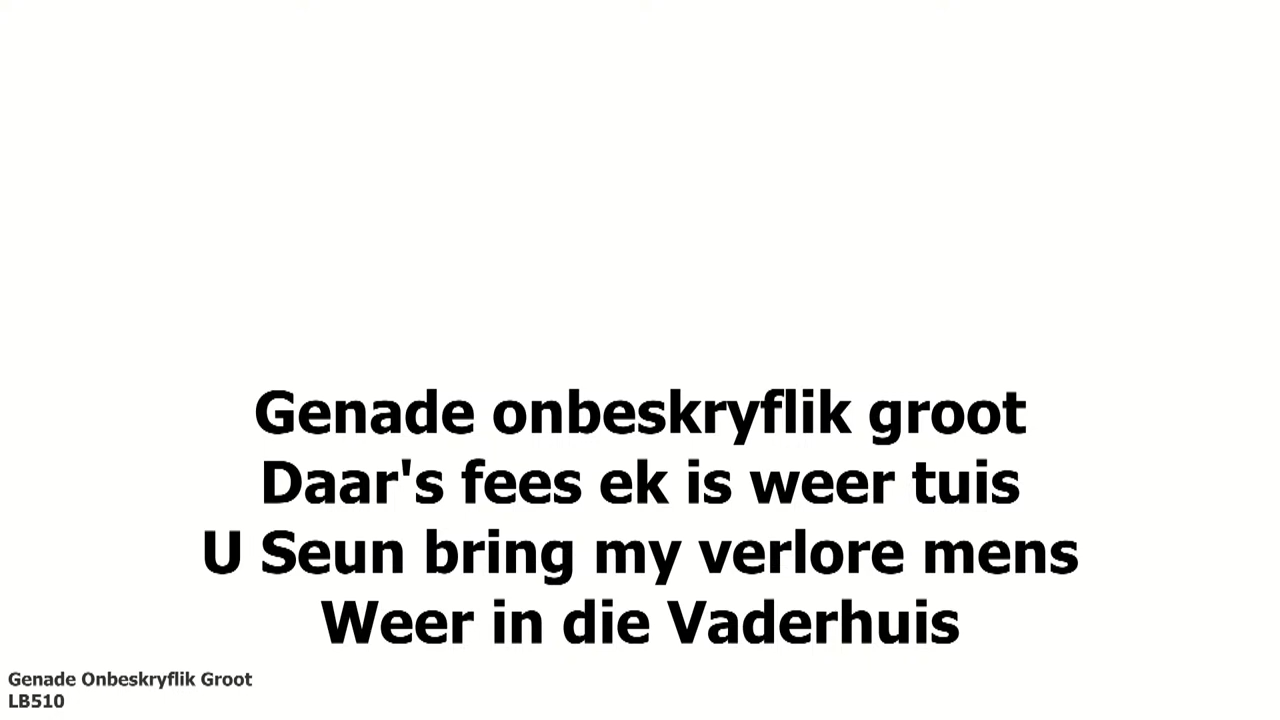 Genade onbeskryflik groot
Daar's fees ek is weer tuis
U Seun bring my verlore mens
Weer in die Vaderhuis
Genade Onbeskryflik Groot
LB510